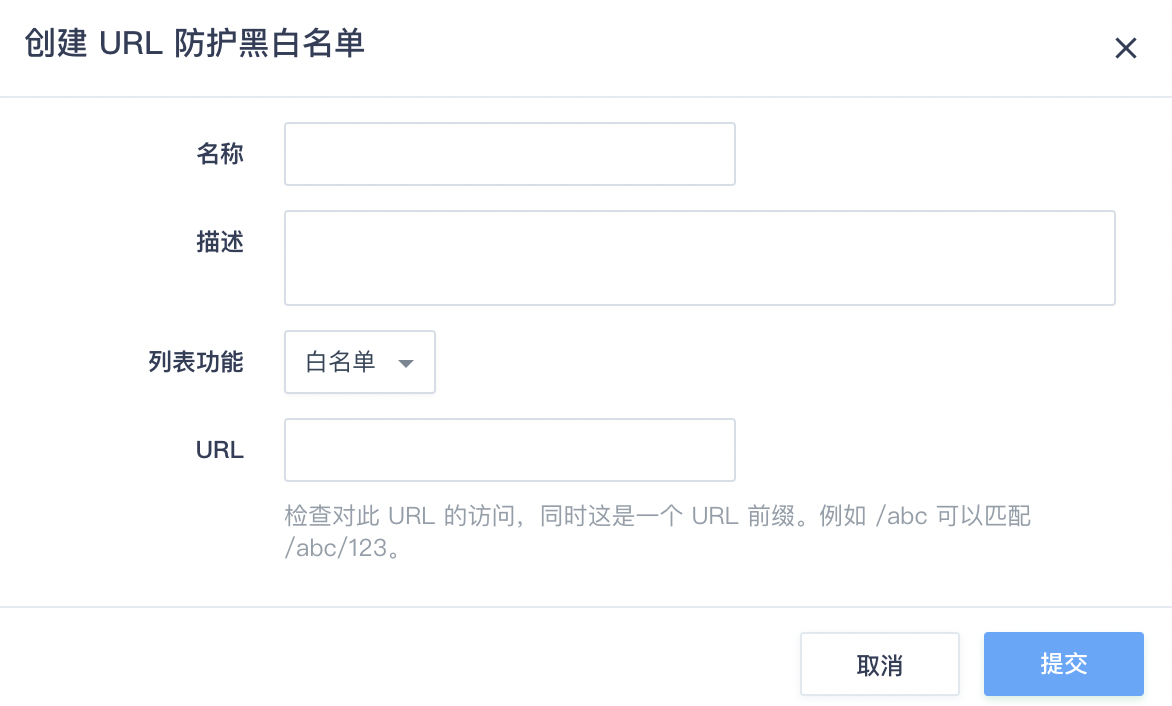 创建 URL 防护黑白名单
名称
描述
列表功能
白名单
URL
检查对此 URL 的访问，同时这是一个 URL 前缀。例如 /abc 可以匹配
/abc/123。
取消
提交